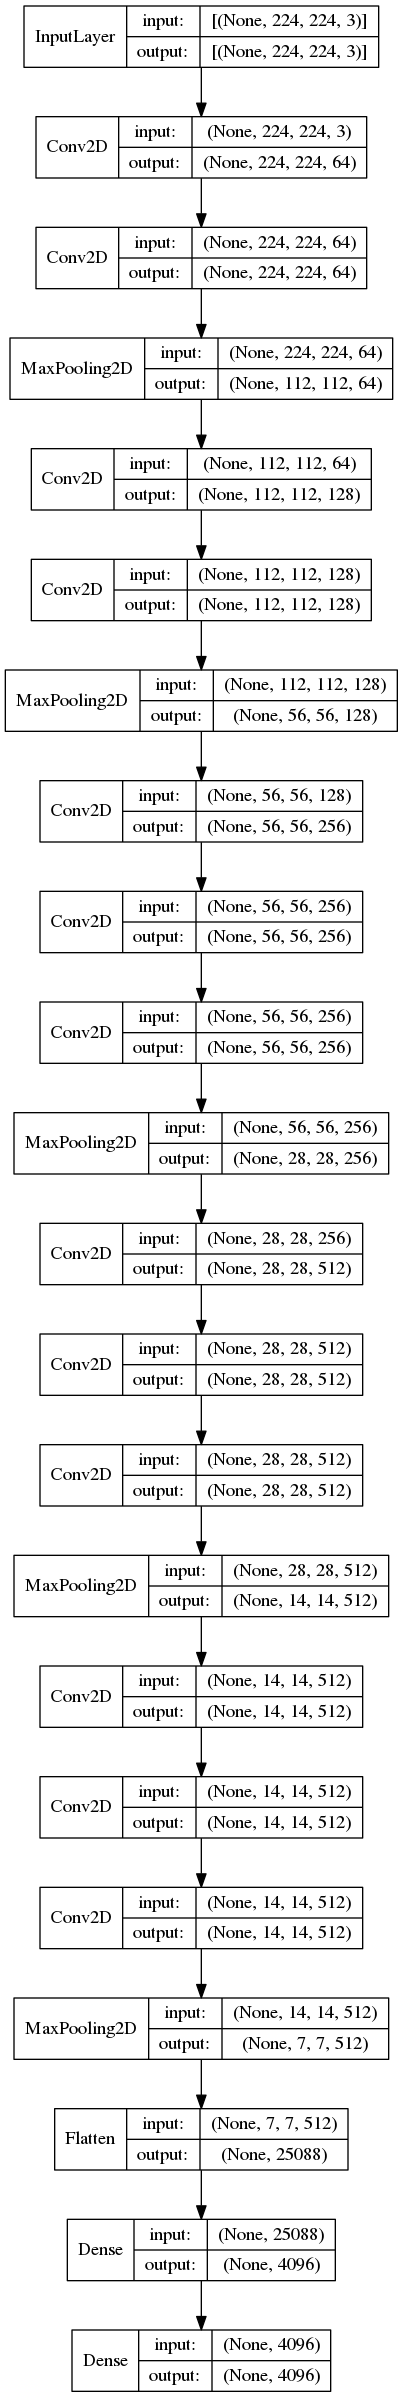 InputLayer input: [(None, 224, 224, 3)]
output: [(None, 224, 224, 3)]
Conv2D input: (None, 224, 224, 3)
output: (None, 224, 224, 64)
Conv2D input: (None, 224, 224, 64)
output: (None, 224, 224, 64)
MaxPooling2D input: (None, 224, 224, 64)
output: (None, 112, 112, 64)
Conv2D input: (None, 112, 112, 64)
output: (None, 112, 112, 128)
Conv2D input: (None, 112, 112, 128)
output: (None, 112, 112, 128)
MaxPooling2D input: (None, 112, 112, 128)
output: (None, 56, 56, 128)
Conv2D input: (None, 56, 56, 128)
output: (None, 56, 56, 256)
Conv2D input: (None, 56, 56, 256)
output: (None, 56, 56, 256)
Conv2D input: (None, 56, 56, 256)
output: (None, 56, 56, 256)
MaxPooling2D input: (None, 56, 56, 256)
output: (None, 28, 28, 256)
Conv2D input: (None, 28, 28, 256)
output: (None, 28, 28, 512)
Conv2D input: (None, 28, 28, 512)
output: (None, 28, 28, 512)
Conv2D input: (None, 28, 28, 512)
output: (None, 28, 28, 512)
MaxPooling2D input: (None, 28, 28, 512)
output: (None, 14, 14, 512)
Conv2D input: (None, 14, 14, 512)
output: (None, 14, 14, 512)
Conv2D input: (None, 14, 14, 512)
output: (None, 14, 14, 512)
Conv2D input: (None, 14, 14, 512)
output: (None, 14, 14, 512)
MaxPooling2D input: (None, 14, 14, 512)
output: (None, 7, 7, 512)
Flatten input: (None, 7, 7, 512)
output: (None, 25088)
Dense input: (None, 25088)
output: (None, 4096)
Dense input: (None, 4096)
output: (None, 4096)